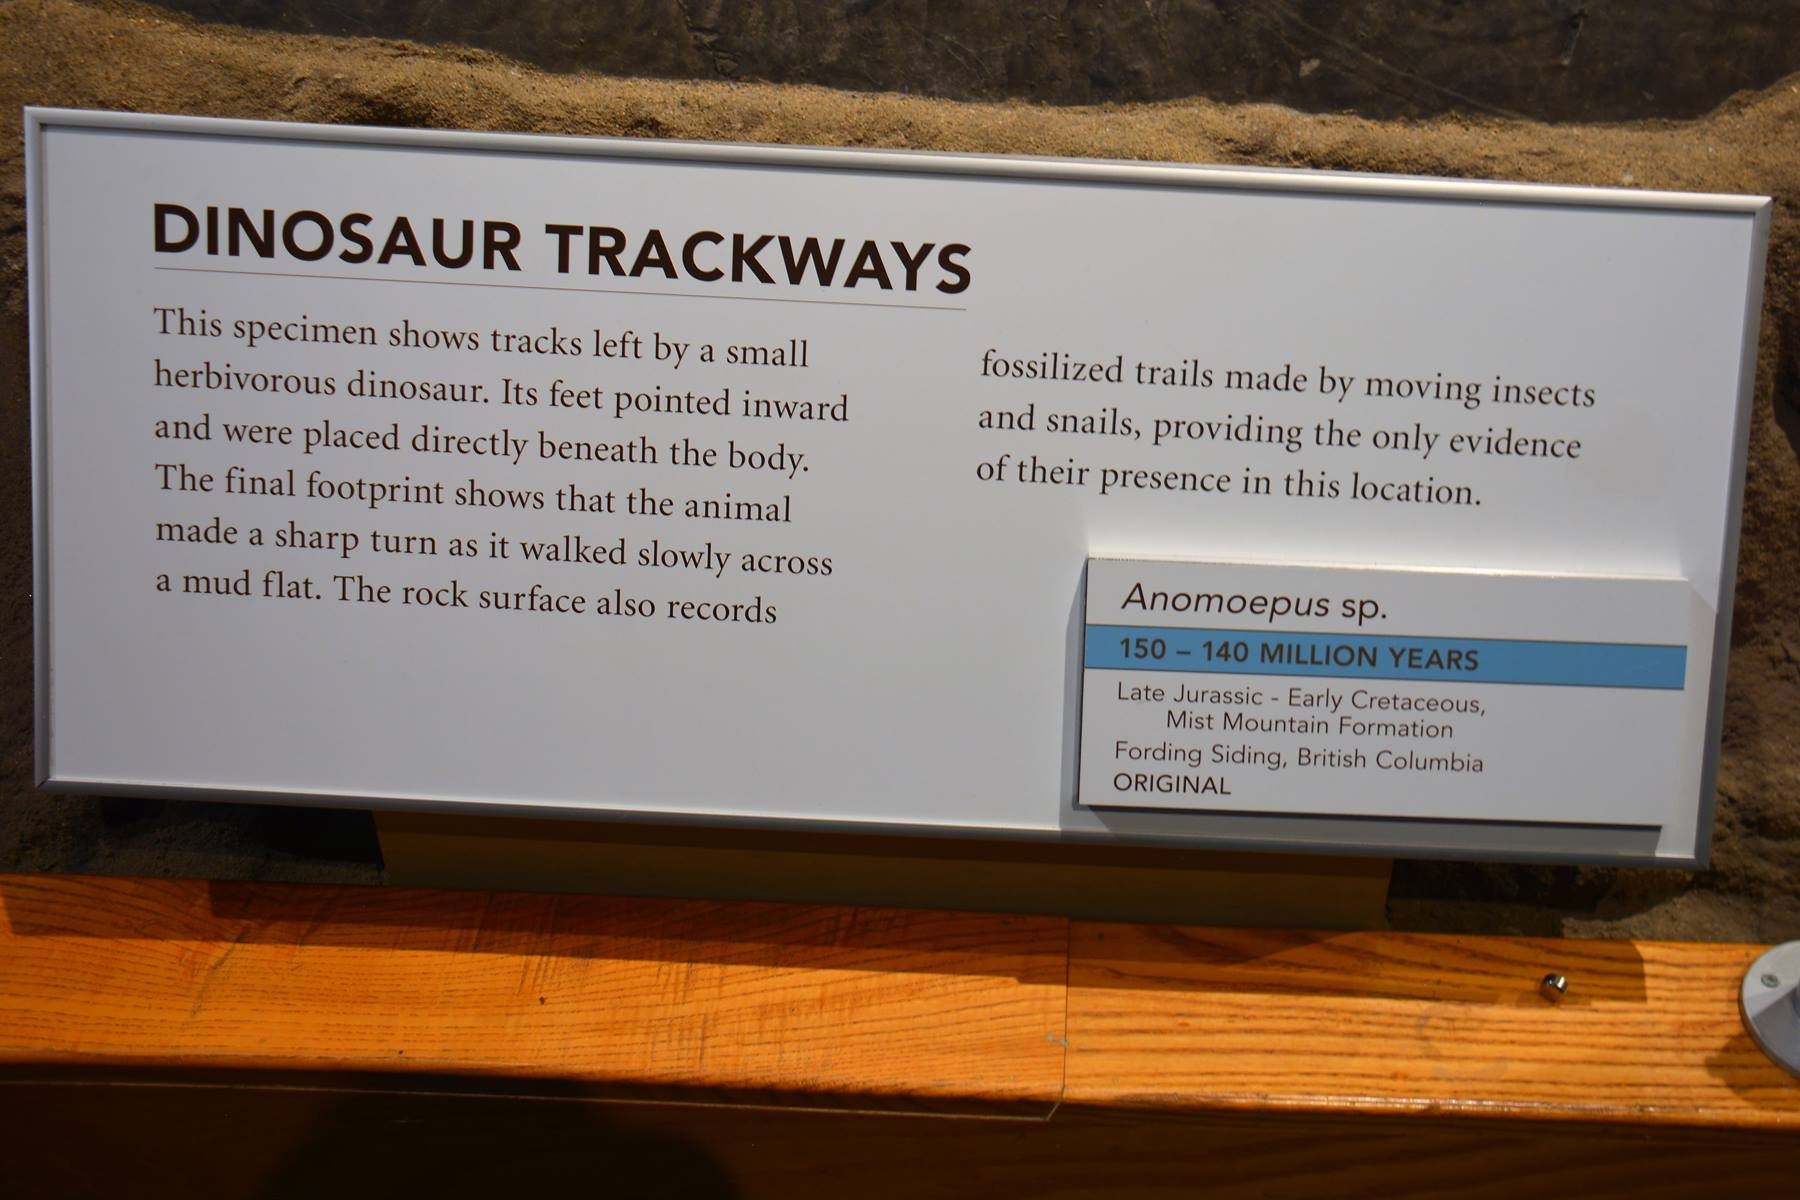 DINOSAUR TRACKWAYS
This specimen shows tracks left by a small
herbivorous dinosaur. Its feet pointed inward
and were placed directly beneath the body.
The final footprint shows that the animal
made a sharp turn as it walked slowly across
a mud flat. The rock surface also records
fossilized trails made by moving insects
and snails, providing the only evidence
of their presence in this location.
Anomoepus sp.
150 – 140 MILLION YEARS
Late Jurassic - Early Cretaceous,
Mist Mountain Formation
Fording Siding, British Columbia
ORIGINAL